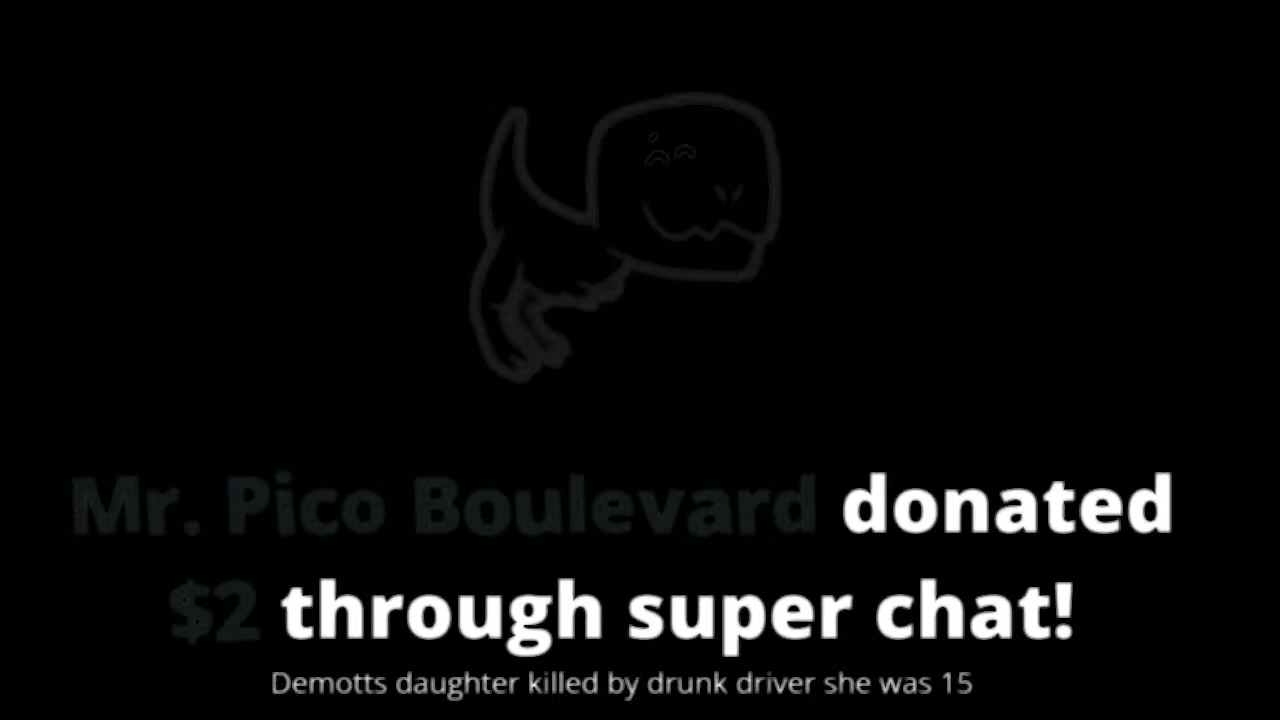 Mr. Pico Boulevard donated
$2 through super chat!
Demotts daughter killed by drunk driver she was 15